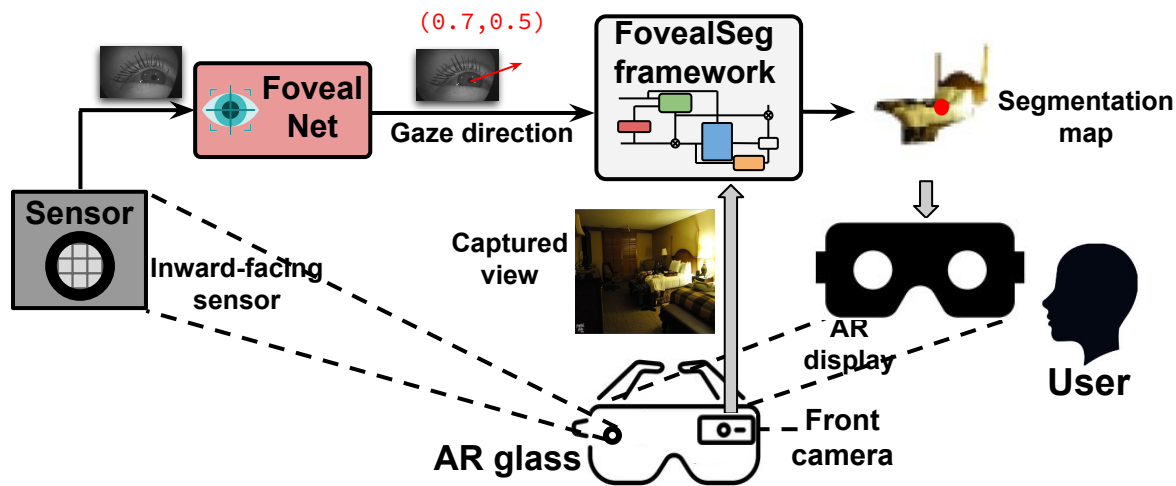 (0.7,0.5)
Foveal
Net
Gaze direction
FovealSeg
framework
Segmentation
map
Sensor
Inward-facing
sensor
Captured
view
AR
display
User
AR glass
Front
camera